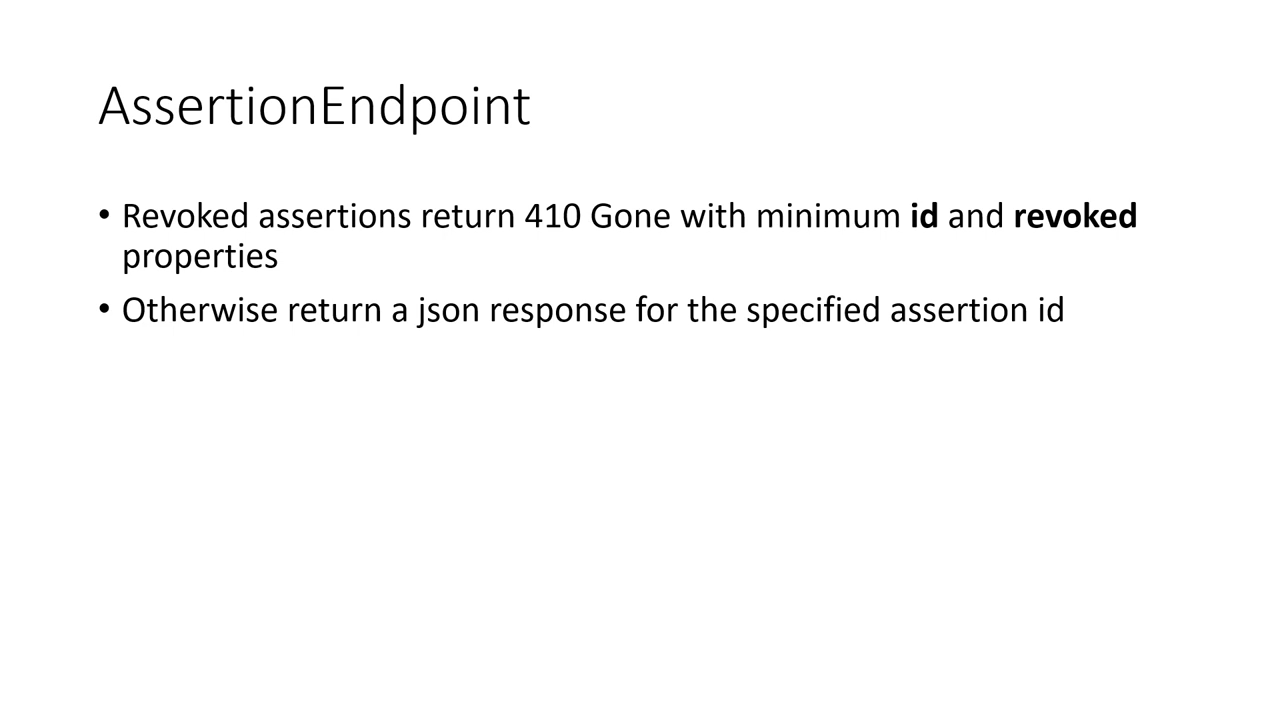 AssertionEndpoint
• Revoked assertions return 410 Gone with minimum id and revoked
properties
• Otherwise return a json response for the specified assertion id